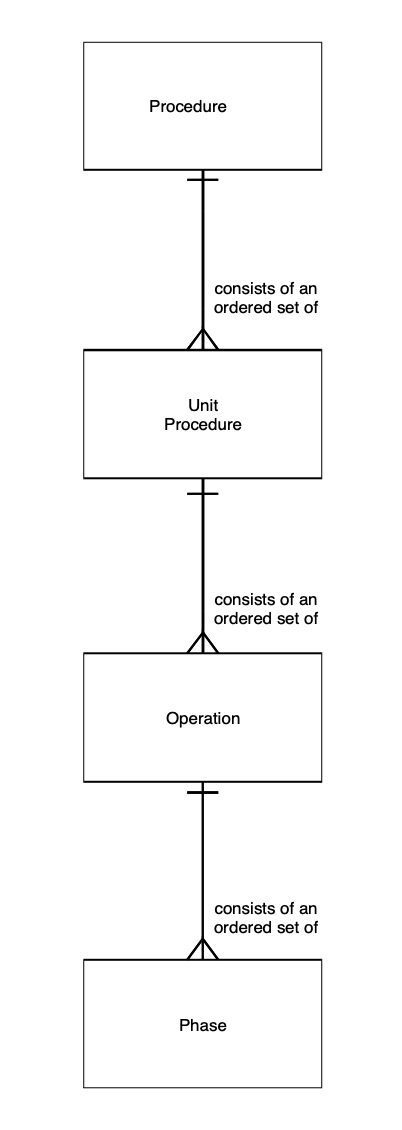 Procedure
consists of an
ordered set of
Unit
Procedure
consists of an
ordered set of
Operation
consists of an
ordered set of
Phase